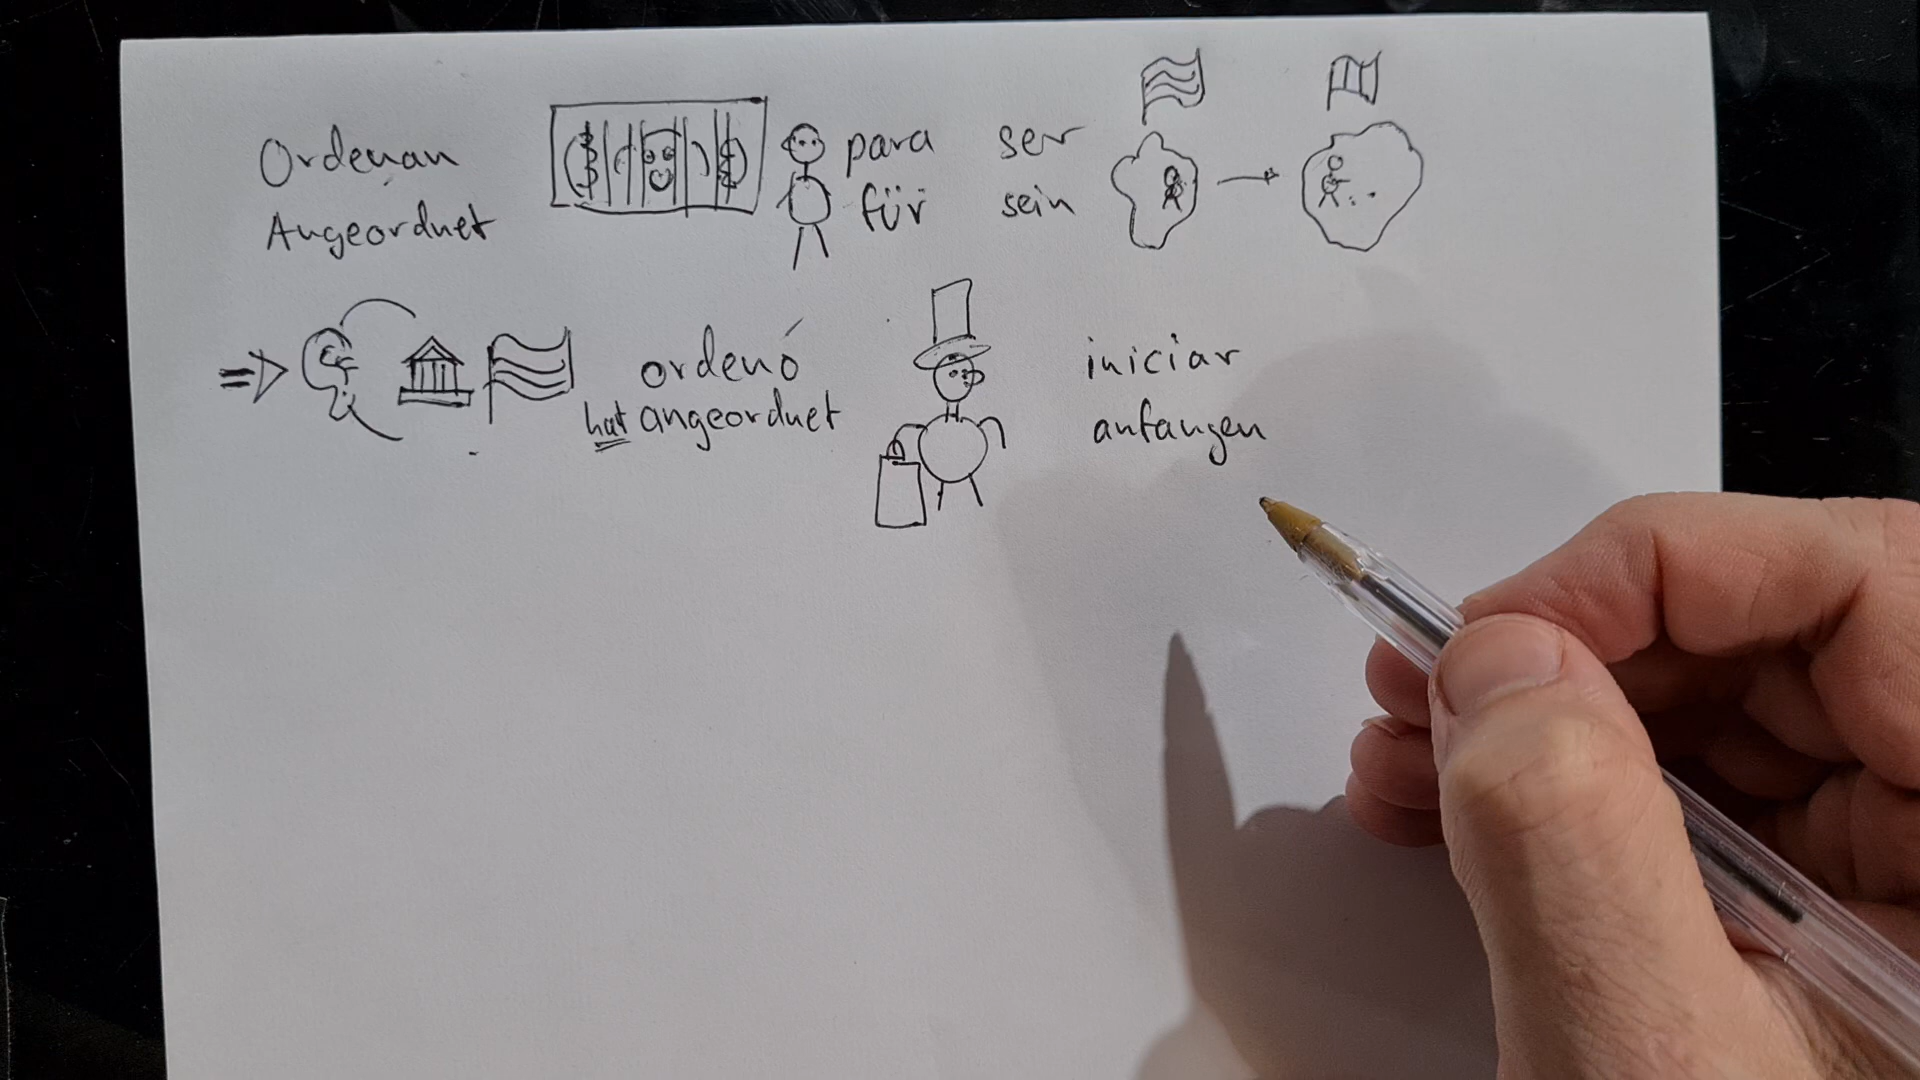 Ordenan para ser
Angeordnet für sein
ordenó iniciar
hat angeordnet anfangen